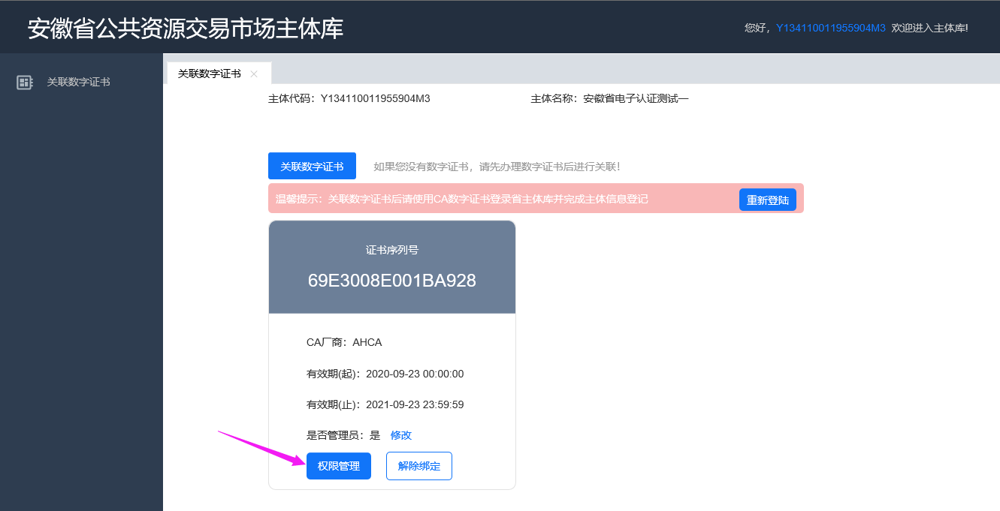 安徽省公共资源交易市场主体库
您好，Y134110011955904M3 欢迎进入主体库!
关联数字证书
关联数字证书 ×
主体代码：Y134110011955904M3 主体名称：安徽省电子认证测试一
关联数字证书 如果您没有数字证书，请先办理数字证书后进行关联！
温馨提示：关联数字证书后请使用CA数字证书登录省主体库并完成主体信息登记 重新登陆
证书序列号
69E3008E001BA928
CA厂商：AHCA
有效期(起)：2020-09-23 00:00:00
有效期(止)：2021-09-23 23:59:59
是否管理员：是 修改
权限管理 解除绑定